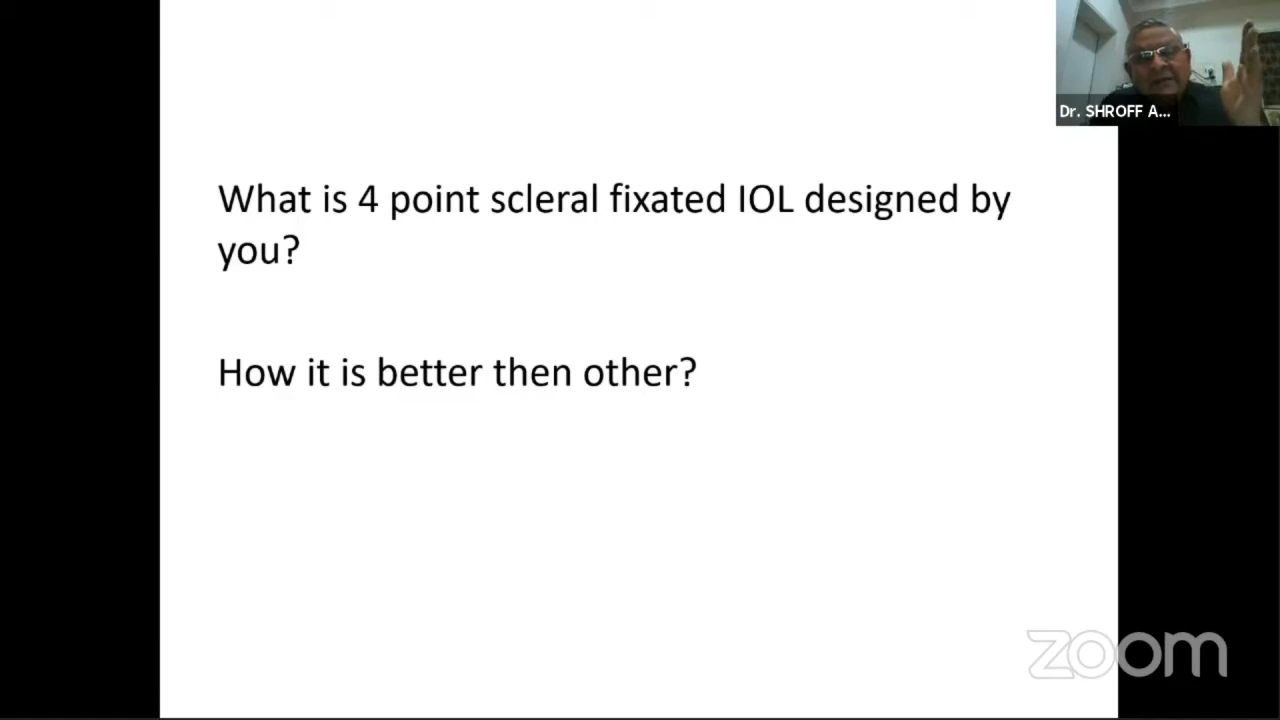 Dr. SHROFF A...
What is 4 point scleral fixated IOL designed by
you?
How it is better then other?
zoom